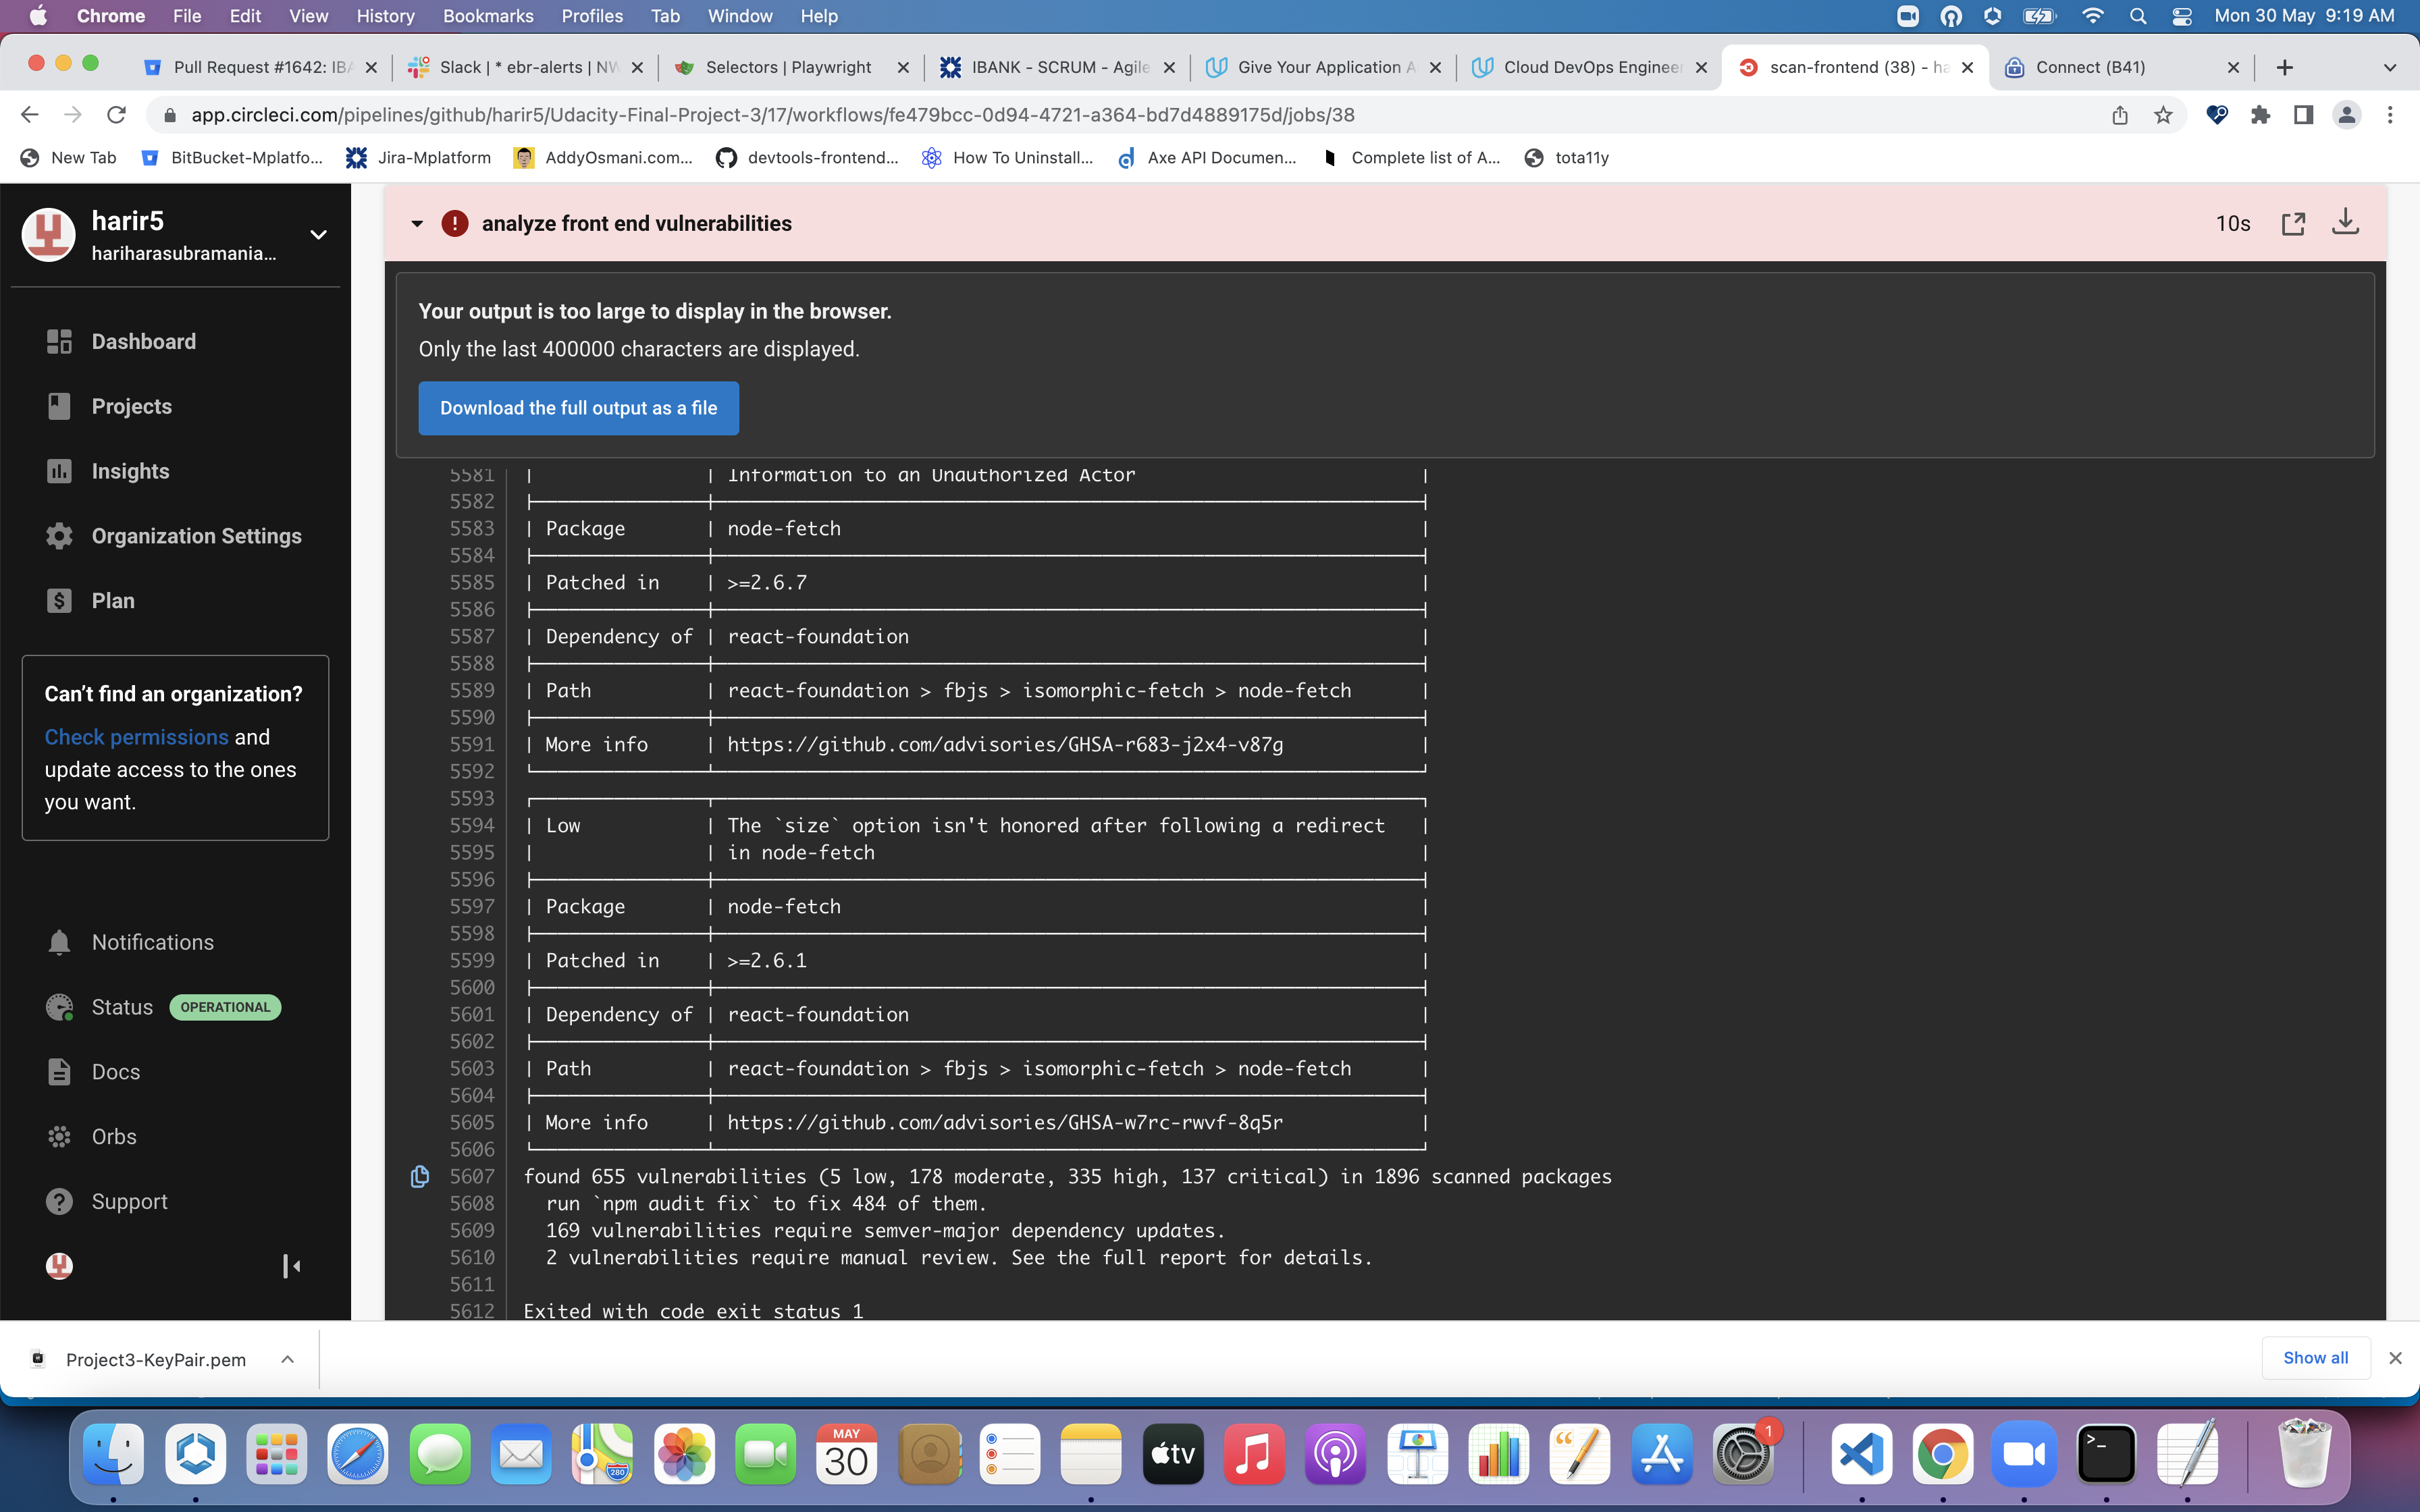 Chrome File Edit View History Bookmarks Profiles Tab Window Help Mon 30 May 9:19 AM
Pull Request #1642: IBA Slack | * ebr-alerts | NW Selectors | Playwright IBANK - SCRUM - Agile Give Your Application A Cloud DevOps Engineer scan-frontend (38) - ha Connect (B41)
app.circleci.com/pipelines/github/harir5/Udacity-Final-Project-3/17/workflows/fe479bcc-0d94-4721-a364-bd7d4889175d/jobs/38
New Tab BitBucket-Mplatfo... Jira-Mplatform AddyOsmani.com... devtools-frontend... How To Uninstall... Axe API Documen... Complete list of A... tota11y
harir5
hariharasubramania...
Dashboard
Projects
Insights
Organization Settings
Plan
Can't find an organization?
Check permissions and
update access to the ones
you want.
Notifications
Status OPERATIONAL
Docs
Orbs
Support
analyze front end vulnerabilities 10s
Your output is too large to display in the browser.
Only the last 400000 characters are displayed.
Download the full output as a file
5581 | | Information to an Unauthorized Actor |
5582
5583 | Package | node-fetch |
5584
5585 | Patched in | >=2.6.7 |
5586
5587 | Dependency of | react-foundation |
5588
5589 | Path | react-foundation > fbjs > isomorphic-fetch > node-fetch |
5590
5591 | More info | https://github.com/advisories/GHSA-r683-j2x4-v87g |
5592
5593
5594 | Low | The `size` option isn't honored after following a redirect |
5595 | | in node-fetch |
5596
5597 | Package | node-fetch |
5598
5599 | Patched in | >=2.6.1 |
5600
5601 | Dependency of | react-foundation |
5602
5603 | Path | react-foundation > fbjs > isomorphic-fetch > node-fetch |
5604
5605 | More info | https://github.com/advisories/GHSA-w7rc-rwvf-8q5r |
5606
5607 found 655 vulnerabilities (5 low, 178 moderate, 335 high, 137 critical) in 1896 scanned packages
5608 run `npm audit fix` to fix 484 of them.
5609 169 vulnerabilities require semver-major dependency updates.
5610 2 vulnerabilities require manual review. See the full report for details.
5611
5612 Exited with code exit status 1
Project3-KeyPair.pem Show all
MAY
30
280
tv
1